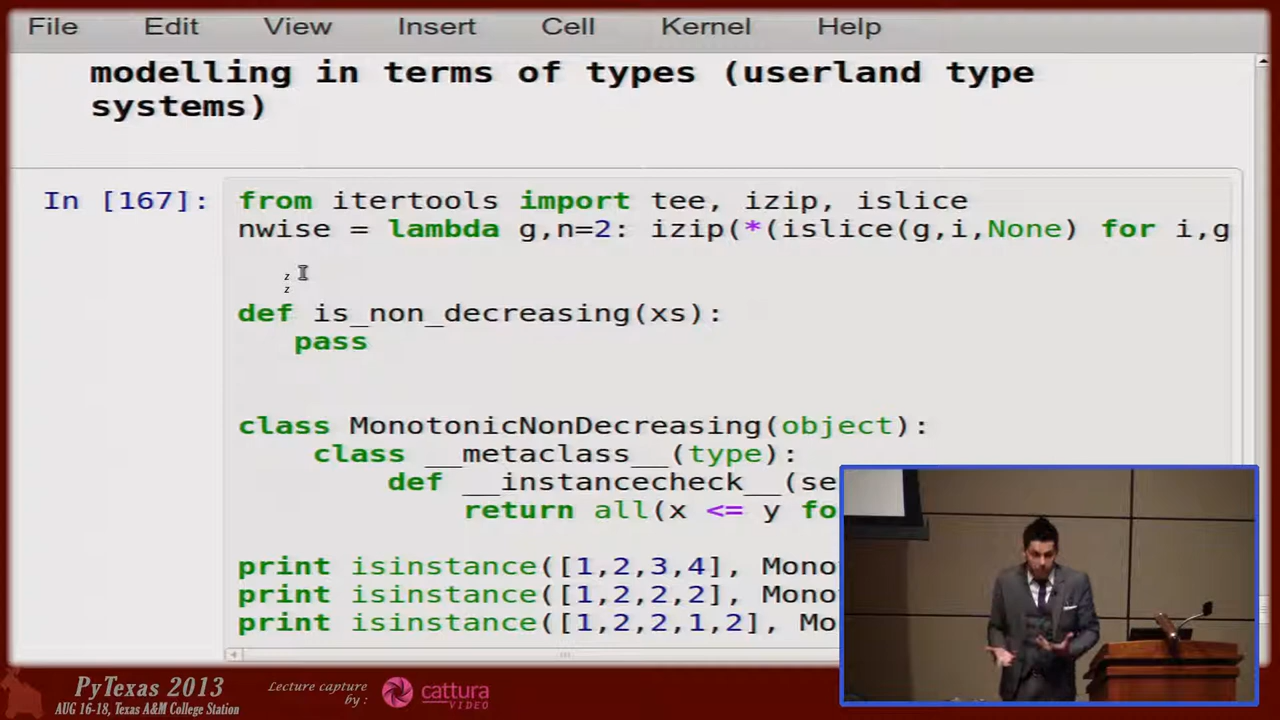 File Edit View Insert Cell Kernel Help
modelling in terms of types (userland type
systems)
In [167]:
from itertools import tee, izip, islice
nwise = lambda g,n=2: izip(*(islice(g,i,None) for i,g
z
z
def is_non_decreasing(xs):
pass
class MonotonicNonDecreasing(object):
class __metaclass__(type):
def __instancecheck__(se
return all(x <= y fo
print isinstance([1,2,3,4], Mono
print isinstance([1,2,2,2], Mono
print isinstance([1,2,2,1,2], Mo
PyTexas 2013
AUG 16-18, Texas A&M College Station
Lecture capture
by :
cattura
VIDEO